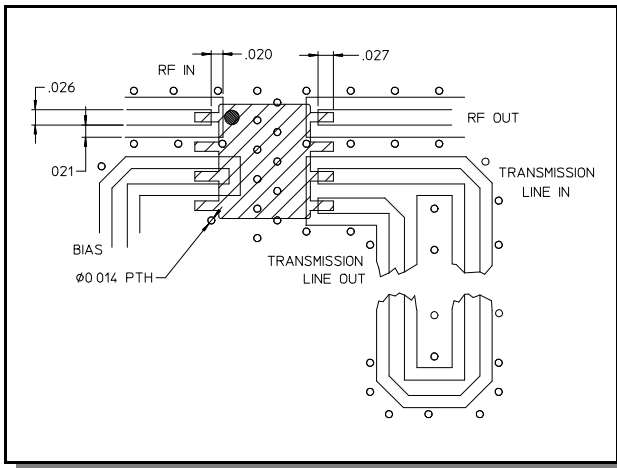 .020
.027
RF IN
.026
RF OUT
021
TRANSMISSION
LINE IN
BIAS
TRANSMISSION
LINE OUT
Ø0 014 PTH